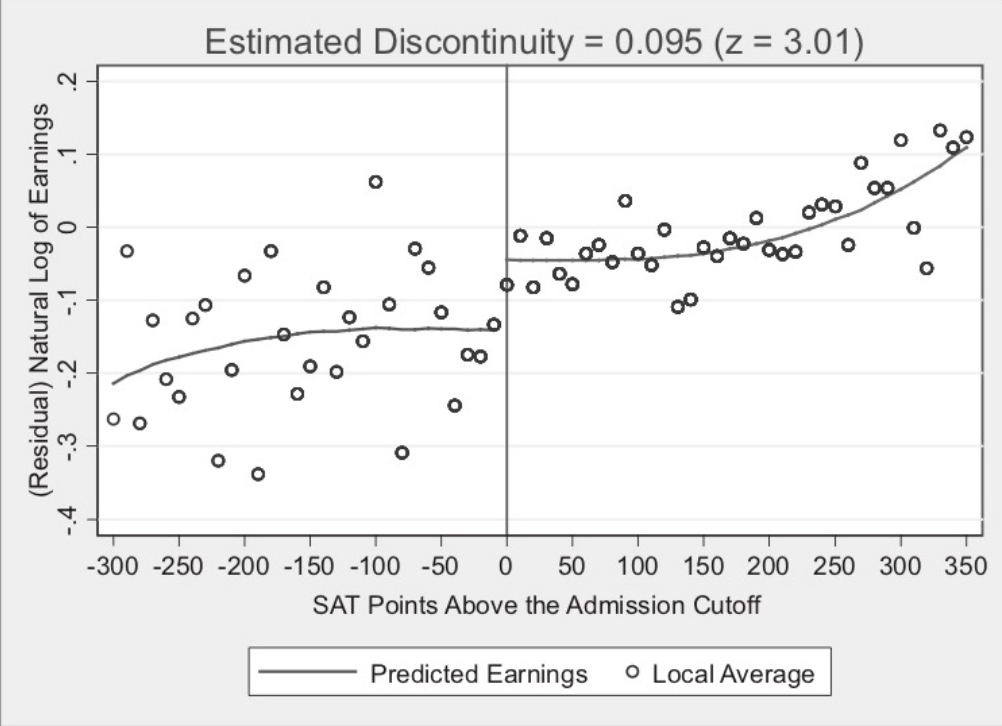 Estimated Discontinuity = 0.095 (z = 3.01)
(Residual) Natural Log of Earnings
.2
.1
0
-.1
-.2
-.3
-.4
-300 -250 -200 -150 -100 -50 0 50 100 150 200 250 300 350
SAT Points Above the Admission Cutoff
Predicted Earnings Local Average